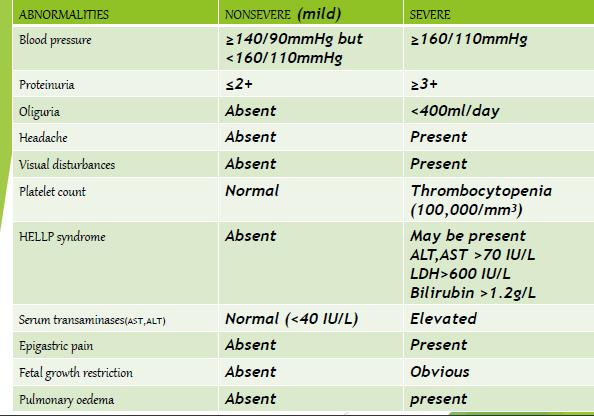 ABNORMALITIES NONSEVERE (mild) SEVERE
Blood pressure ≥140/90mmHg but ≥160/110mmHg
<160/110mmHg
Proteinuria ≤2+ ≥3+
Oliguria Absent <400ml/day
Headache Absent Present
Visual disturbances Absent Present
Platelet count Normal Thrombocytopenia
(100,000/mm³)
HELLP syndrome Absent May be present
ALT,AST >70 IU/L
LDH>600 IU/L
Bilirubin >1.2g/L
Serum transaminases(AST,ALT) Normal (<40 IU/L) Elevated
Epigastric pain Absent Present
Fetal growth restriction Absent Obvious
Pulmonary oedema Absent present